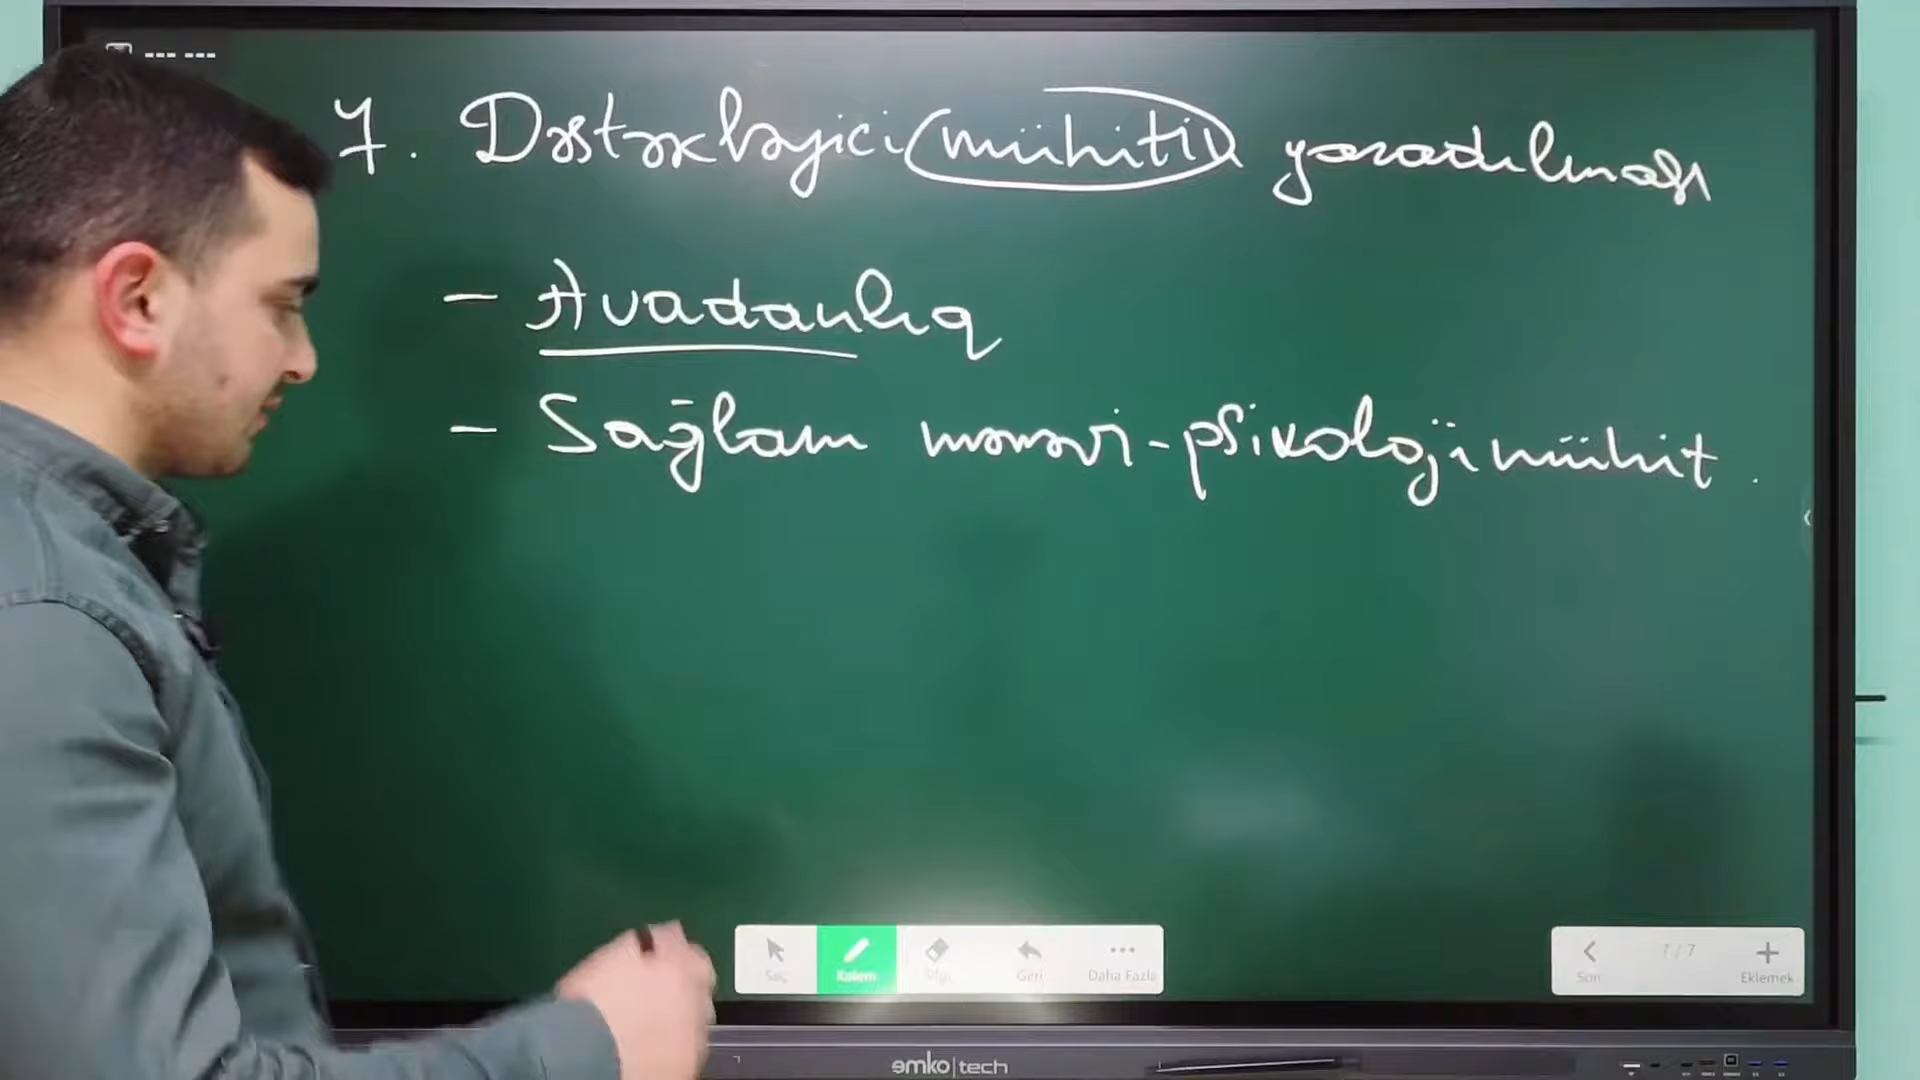 7. Dəstəkləyici mühitin yaradılması
- Avadanlıq
- Sağlam mənəvi-psixoloji mühit.
Seç Kalem Silgi Geri Daha Fazla
Son 7/7 Eklemek
emko|tech